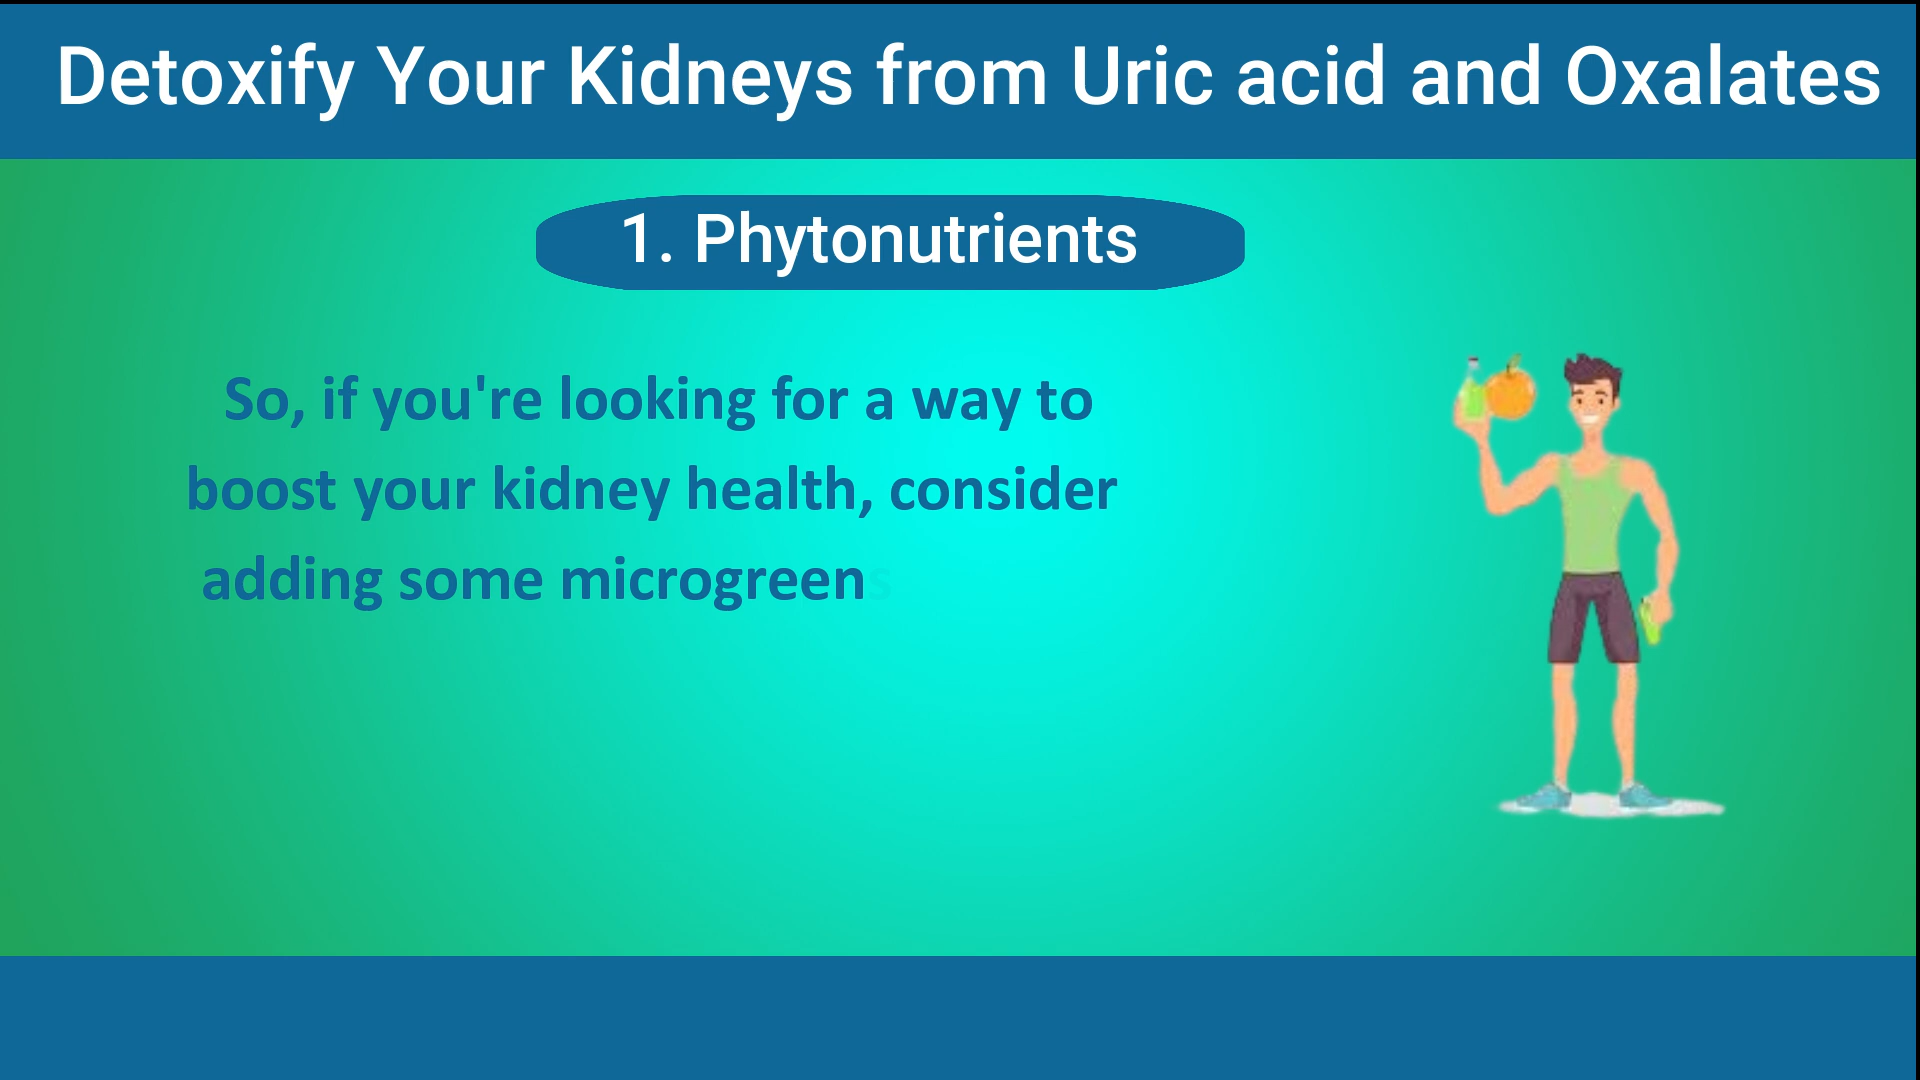 Detoxify Your Kidneys from Uric acid and Oxalates
1. Phytonutrients
So, if you're looking for a way to
boost your kidney health, consider
adding some microgreens